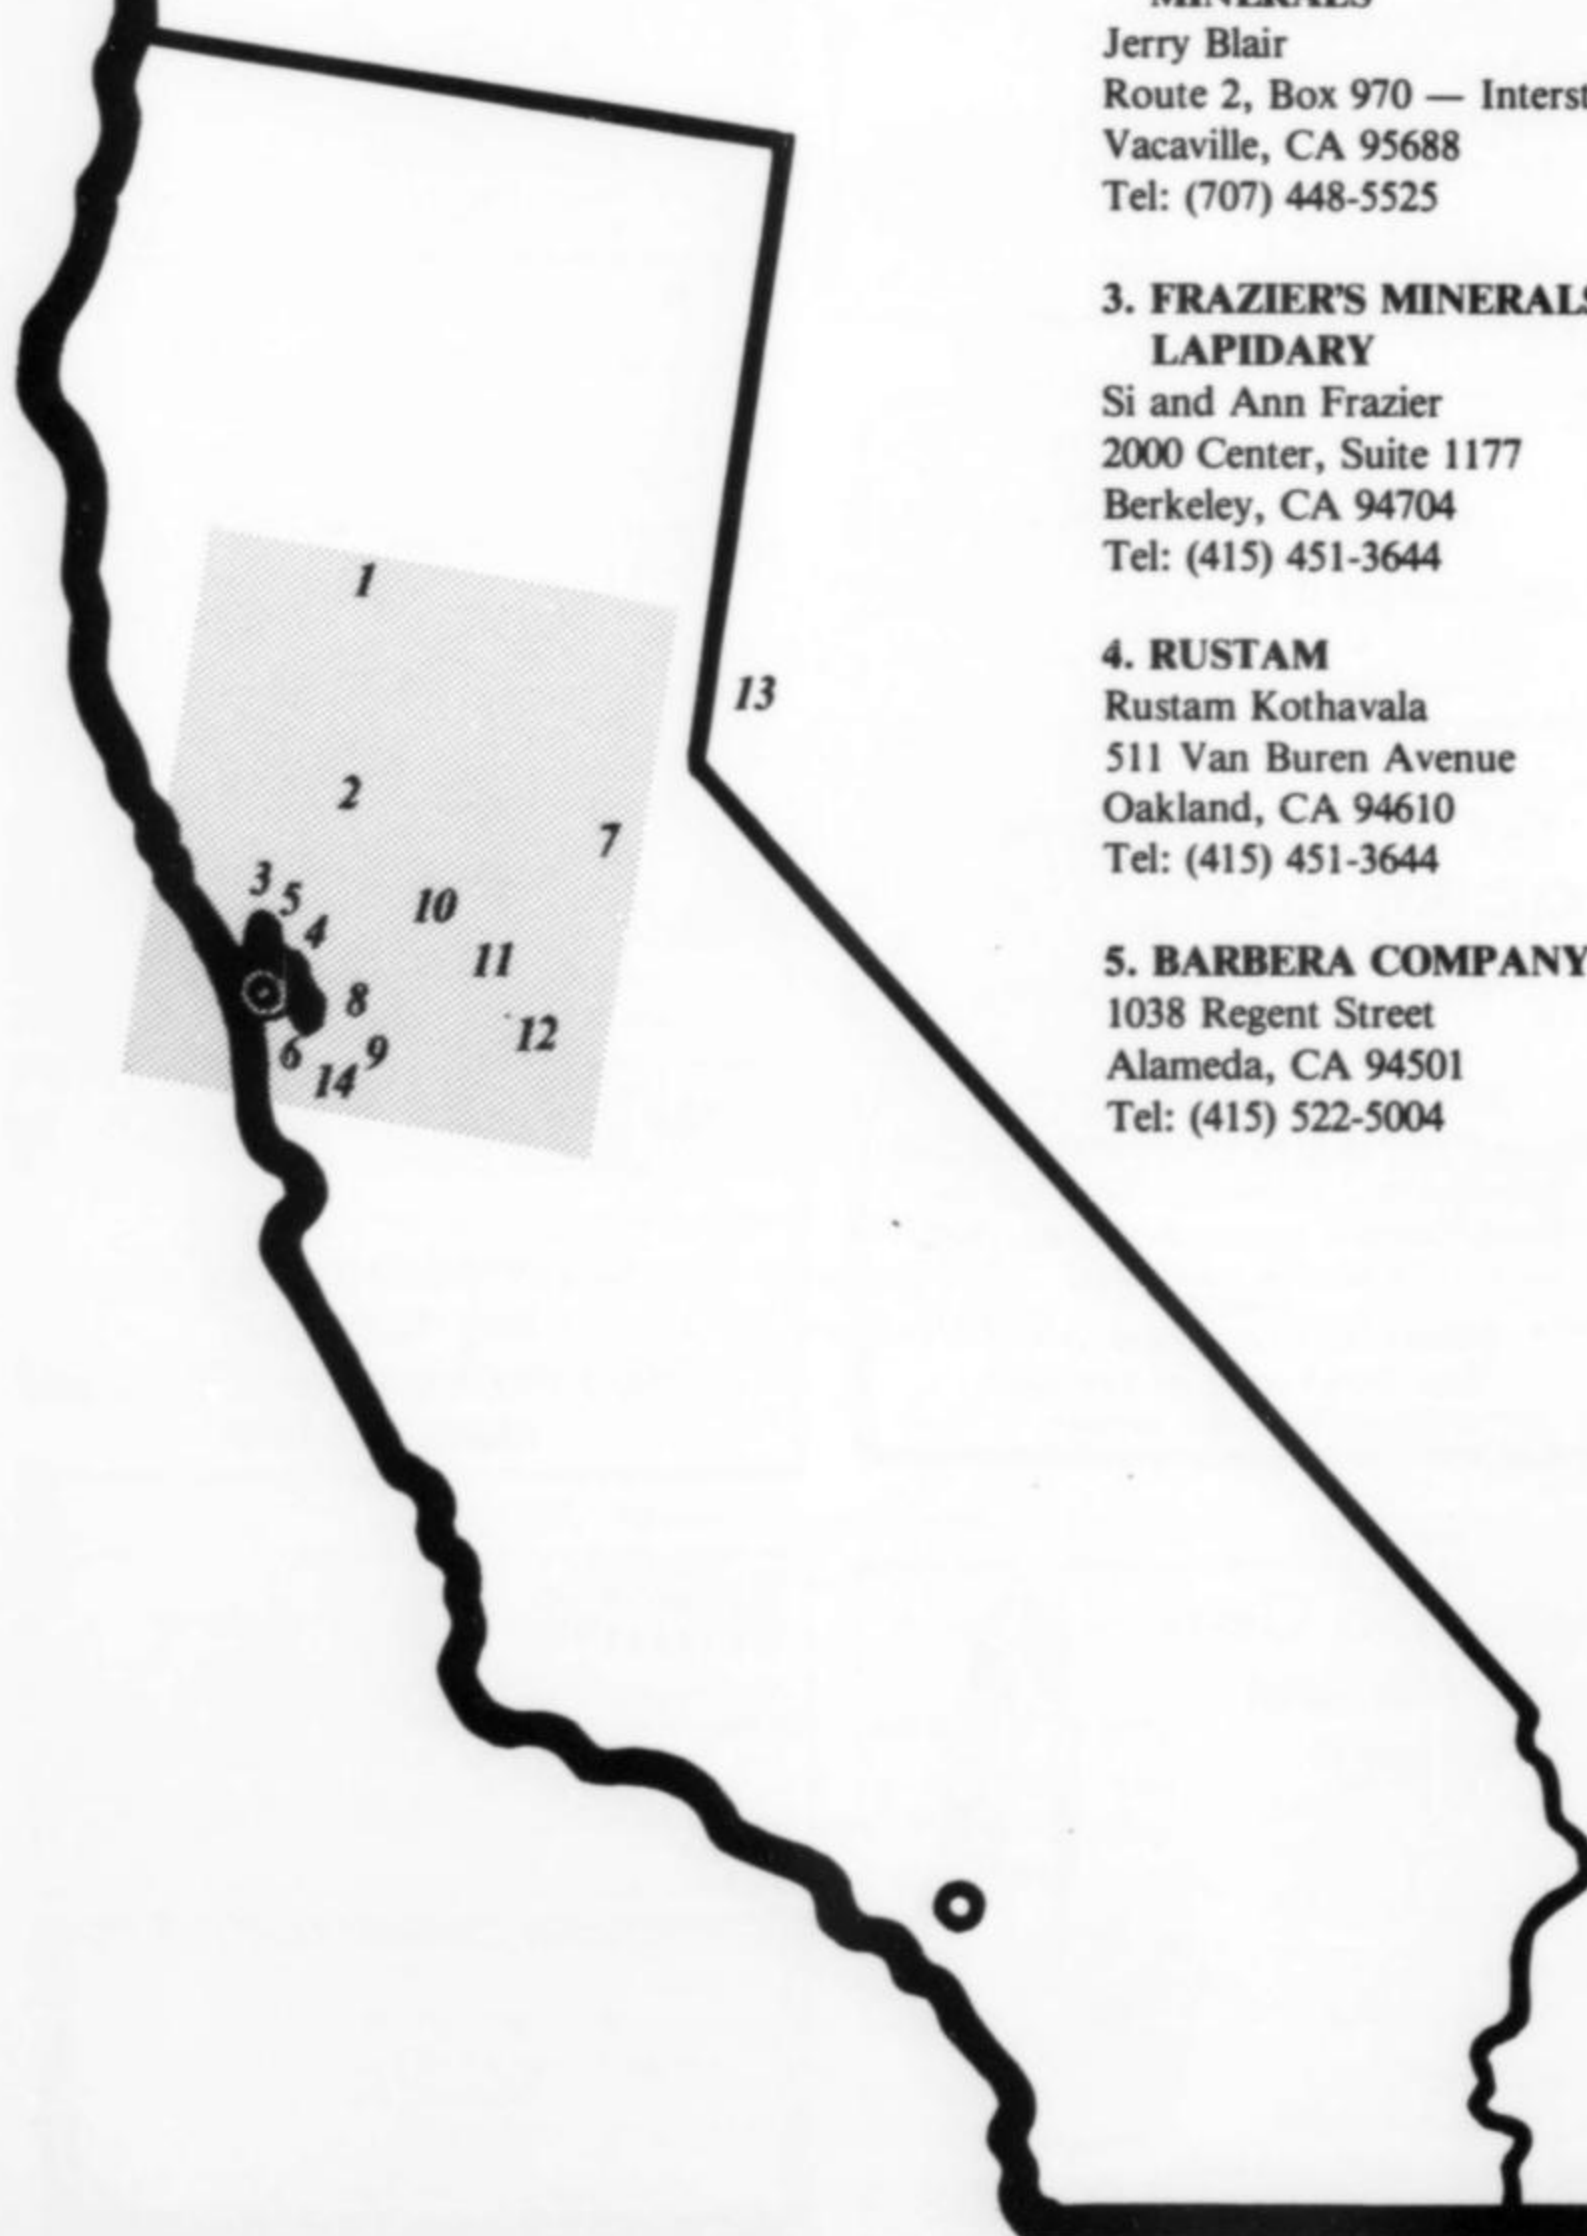 MINERALS
Jerry Blair
Route 2, Box 970 —
Vacaville, CA 95688
Tel: (707) 448-5525
3. FRAZIER'S MINERALS
LAPIDARY
Si and Ann Frazier
2000 Center, Suite 1177
Berkeley, CA 94704
Tel: (415) 451-3644
4. RUSTAM
Rustam Kothavala
511 Van Buren Avenue
Oakland, CA 94610
Tel: (415) 451-3644
5. BARBERA COMPANY
1038 Regent Street
Alameda, CA 94501
Tel: (415) 522-5004
1
13
2
7
3
5
10
4
11
8
12
6
9
14